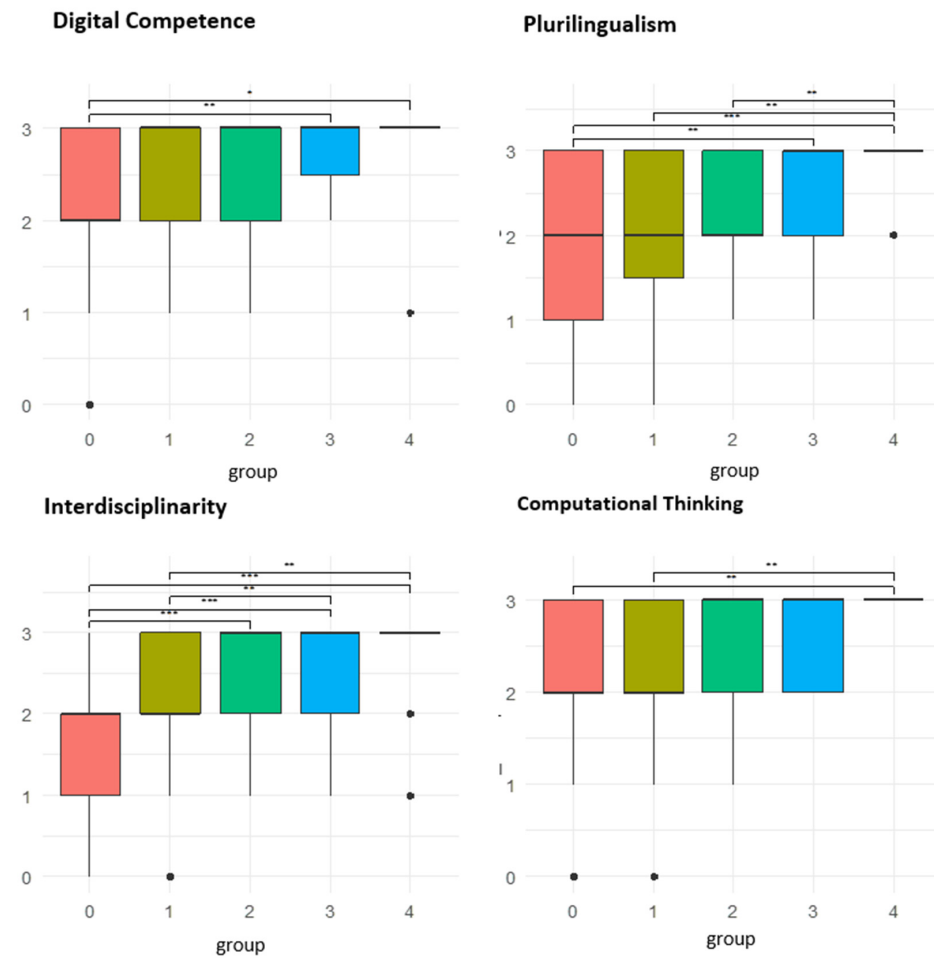 Digital Competence
*
**
3
2
1
0
0 1 2 3 4
group
Plurilingualism
**
**
***
**
3
2
1
0
0 1 2 3 4
group
Interdisciplinarity
**
***
**
***
***
3
2
1
0
0 1 2 3 4
group
Computational Thinking
**
**
3
2
1
0
0 1 2 3 4
group